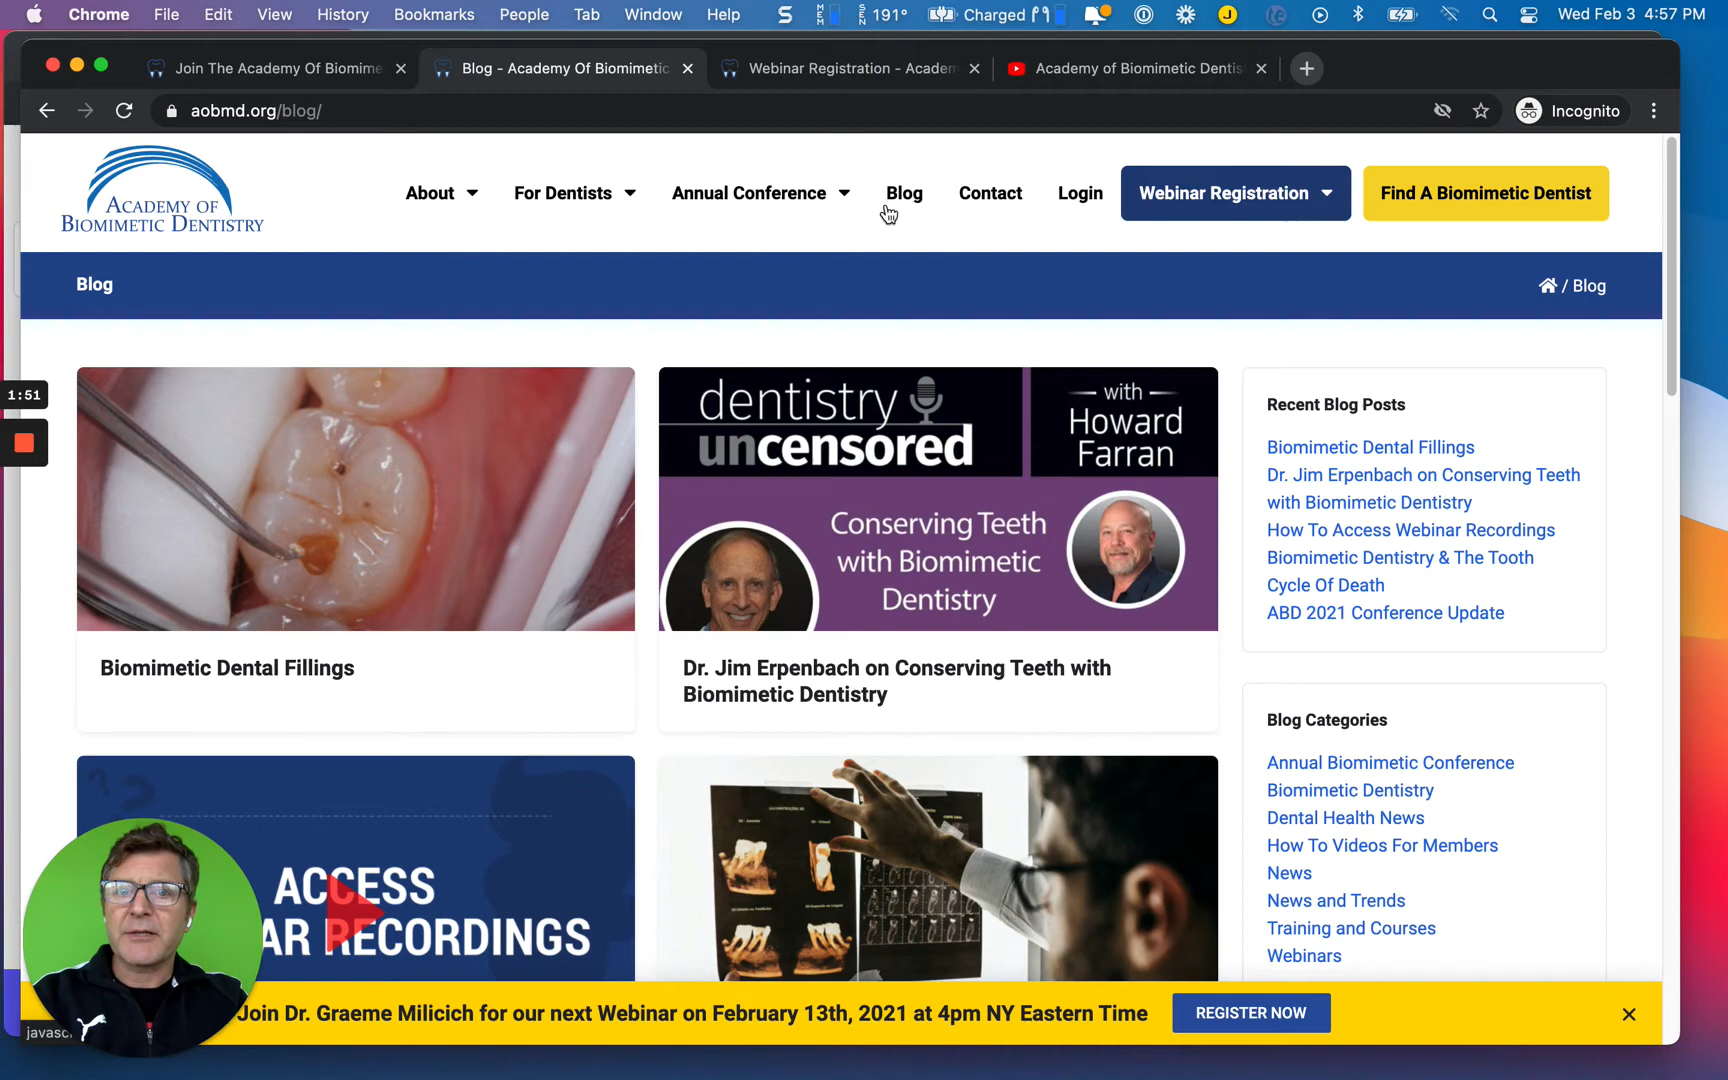 Chrome File Edit View History Bookmarks People Tab Window Help 191° Charged Wed Feb 3 4:57 PM
Join The Academy Of Biomime
Blog - Academy Of Biomimetic
Webinar Registration - Academ
Academy of Biomimetic Dentis
aobmd.org/blog/
Incognito
ACADEMY OF
BIOMIMETIC DENTISTRY
About
For Dentists
Annual Conference
Blog
Contact
Login
Webinar Registration
Find A Biomimetic Dentist
Blog
/ Blog
1:51
dentistry
uncensored
with
Howard
Farran
Conserving Teeth
with Biomimetic
Dentistry
Biomimetic Dental Fillings
Dr. Jim Erpenbach on Conserving Teeth with
Biomimetic Dentistry
ACCESS
AR RECORDINGS
Recent Blog Posts
Biomimetic Dental Fillings
Dr. Jim Erpenbach on Conserving Teeth
with Biomimetic Dentistry
How To Access Webinar Recordings
Biomimetic Dentistry & The Tooth
Cycle Of Death
ABD 2021 Conference Update
Blog Categories
Annual Biomimetic Conference
Biomimetic Dentistry
Dental Health News
How To Videos For Members
News
News and Trends
Training and Courses
Webinars
Join Dr. Graeme Milicich for our next Webinar on February 13th, 2021 at 4pm NY Eastern Time
REGISTER NOW
javasc